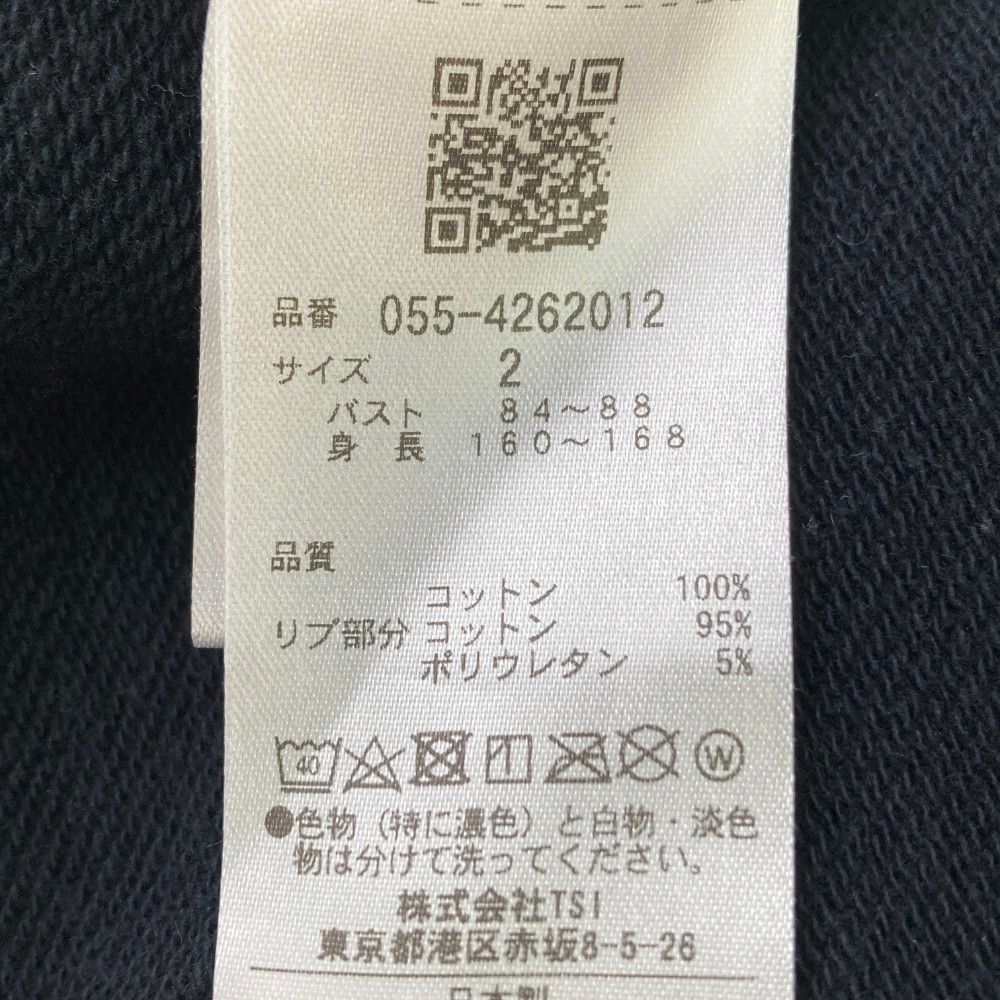 品番 055-4262012
サイズ 2
バスト 84～88
身長 160～168
品質
コットン 100%
リブ部分 コットン 95%
ポリウレタン 5%
40
W
●色物（特に濃色）と白物・淡色
物は分けて洗ってください。
株式会社TSI
東京都港区赤坂8-5-26
日本製